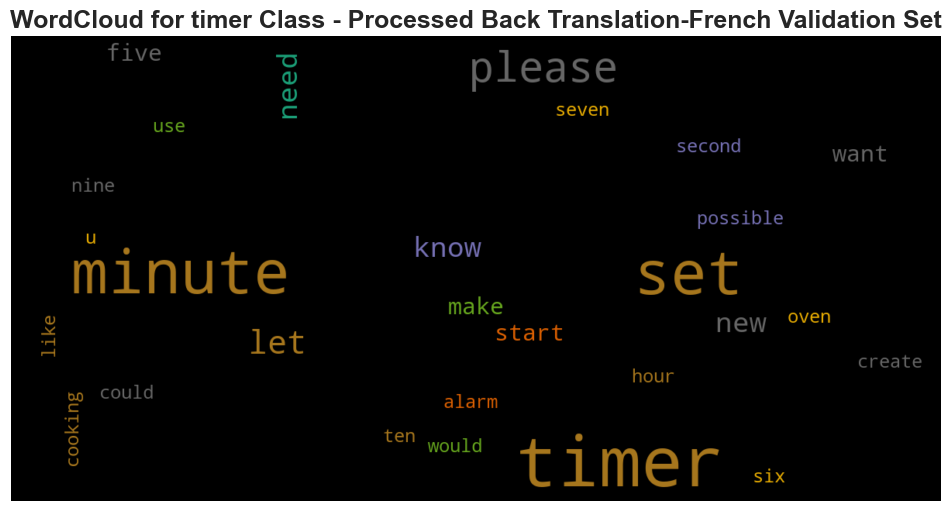 WordCloud for timer Class - Processed Back Translation-French Validation Set
five
need
please
seven
use
second
want
nine
possible
u
know
minute
set
make
like
new
oven
start
let
create
hour
could
cooking
alarm
ten
would
timer
six